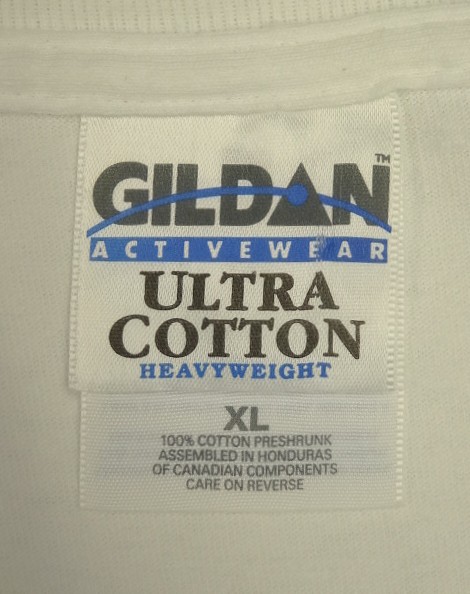 GILDAN™
ACTIVEWEAR
ULTRA
COTTON
HEAVYWEIGHT
XL
100% COTTON PRESHRUNK
ASSEMBLED IN HONDURAS
OF CANADIAN COMPONENTS
CARE ON REVERSE